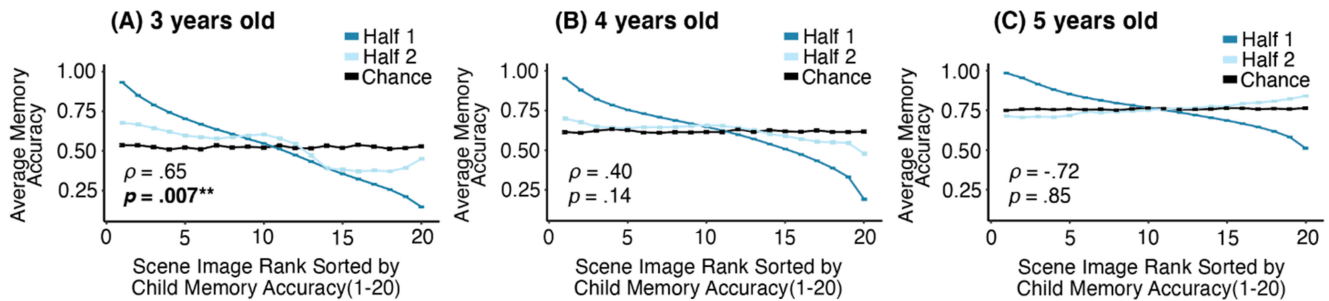 (A) 3 years old
Half 1
Half 2
Chance
Average Memory
Accuracy
1.00
0.75
0.50
0.25
ρ = .65
p = .007**
0 5 10 15 20
Scene Image Rank Sorted by
Child Memory Accuracy(1-20)
(B) 4 years old
Half 1
Half 2
Chance
Average Memory
Accuracy
1.00
0.75
0.50
0.25
ρ = .40
p = .14
0 5 10 15 20
Scene Image Rank Sorted by
Child Memory Accuracy(1-20)
(C) 5 years old
Half 1
Half 2
Chance
Average Memory
Accuracy
1.00
0.75
0.50
0.25
ρ = -.72
p = .85
0 5 10 15 20
Scene Image Rank Sorted by
Child Memory Accuracy(1-20)